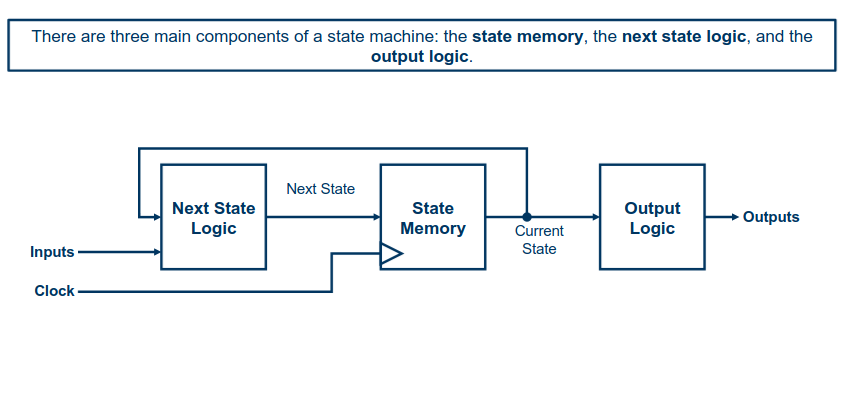 There are three main components of a state machine: the state memory, the next state logic, and the
output logic.
Next State
Next State
Logic
State
Memory
Current
State
Output
Logic
Outputs
Inputs
Clock